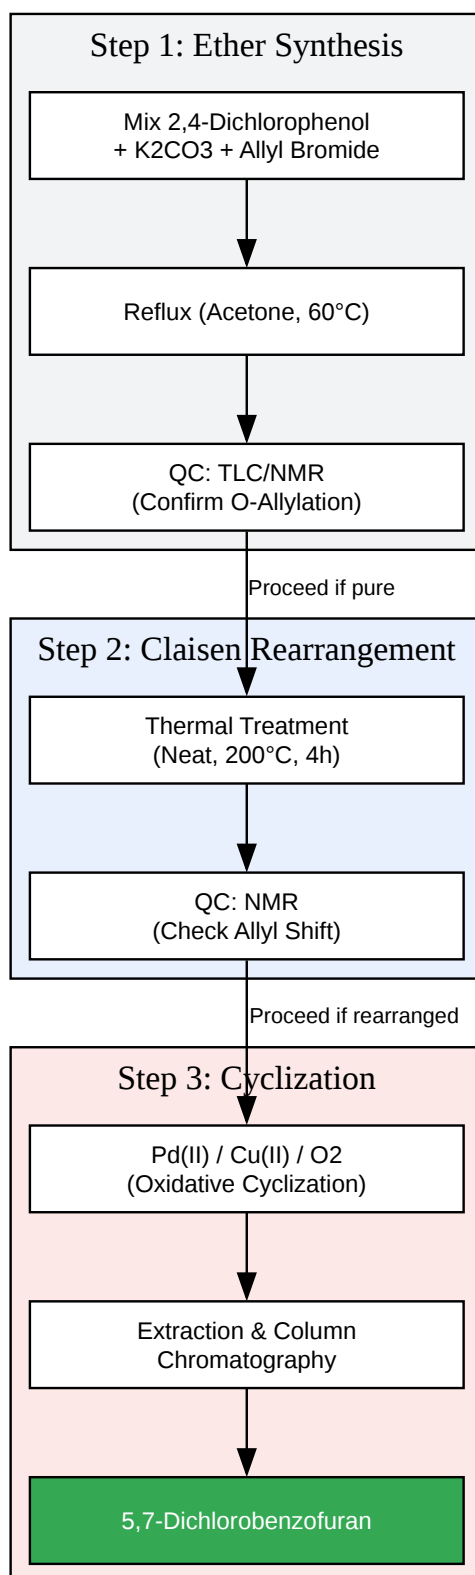 Step 1: Ether Synthesis
Mix 2,4-Dichlorophenol
+ K2CO3 + Allyl Bromide
Reflux (Acetone, 60°C)
QC: TLC/NMR
(Confirm O-Allylation)
Proceed if pure
Step 2: Claisen Rearrangement
Thermal Treatment
(Neat, 200°C, 4h)
QC: NMR
(Check Allyl Shift)
Proceed if rearranged
Step 3: Cyclization
Pd(II) / Cu(II) / O2
(Oxidative Cyclization)
Extraction & Column
Chromatography
5,7-Dichlorobenzofuran